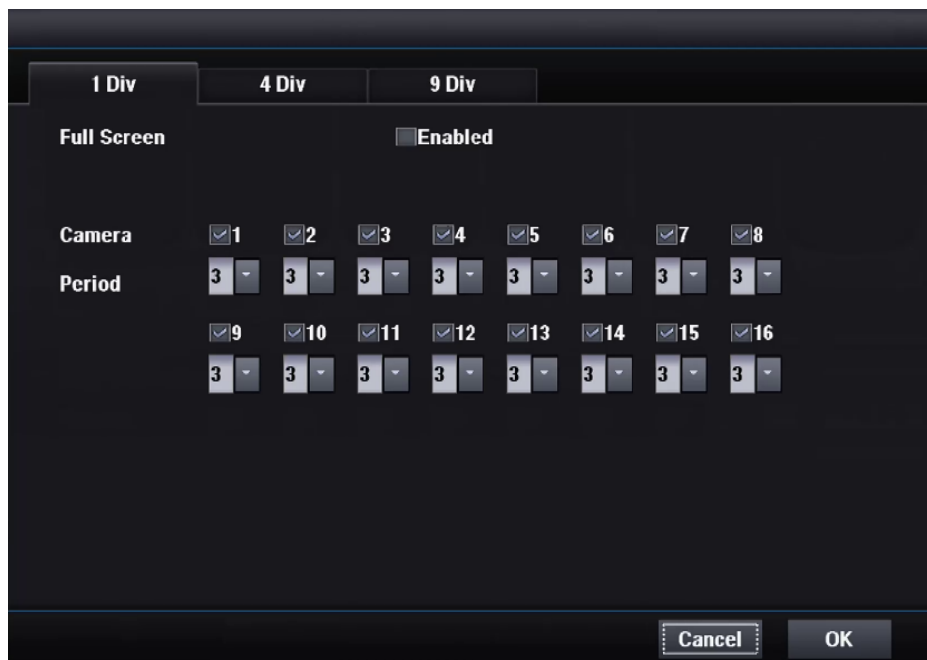 1 Div 4 Div 9 Div
Full Screen Enabled
Camera 1 2 3 4 5 6 7 8
Period 3 3 3 3 3 3 3 3
9 10 11 12 13 14 15 16
3 3 3 3 3 3 3 3
Cancel OK